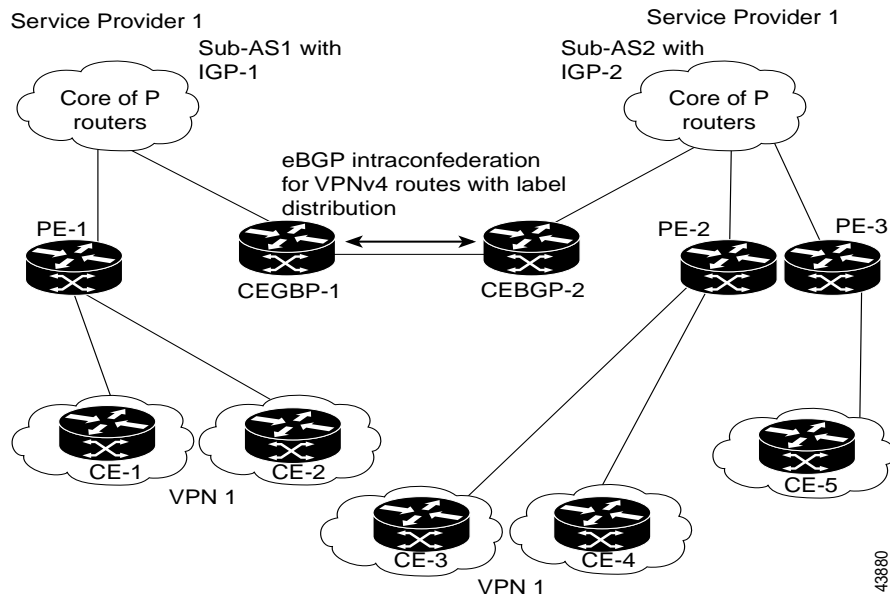 Service Provider 1
Service Provider 1
Sub-AS1 with
IGP-1
Sub-AS2 with
IGP-2
Core of P
routers
Core of P
routers
eBGP intraconfederation
for VPNv4 routes with label
distribution
PE-1
PE-2
PE-3
CEGBP-1
CEBGP-2
CE-1
CE-2
VPN 1
CE-5
CE-3
CE-4
VPN 1
43880